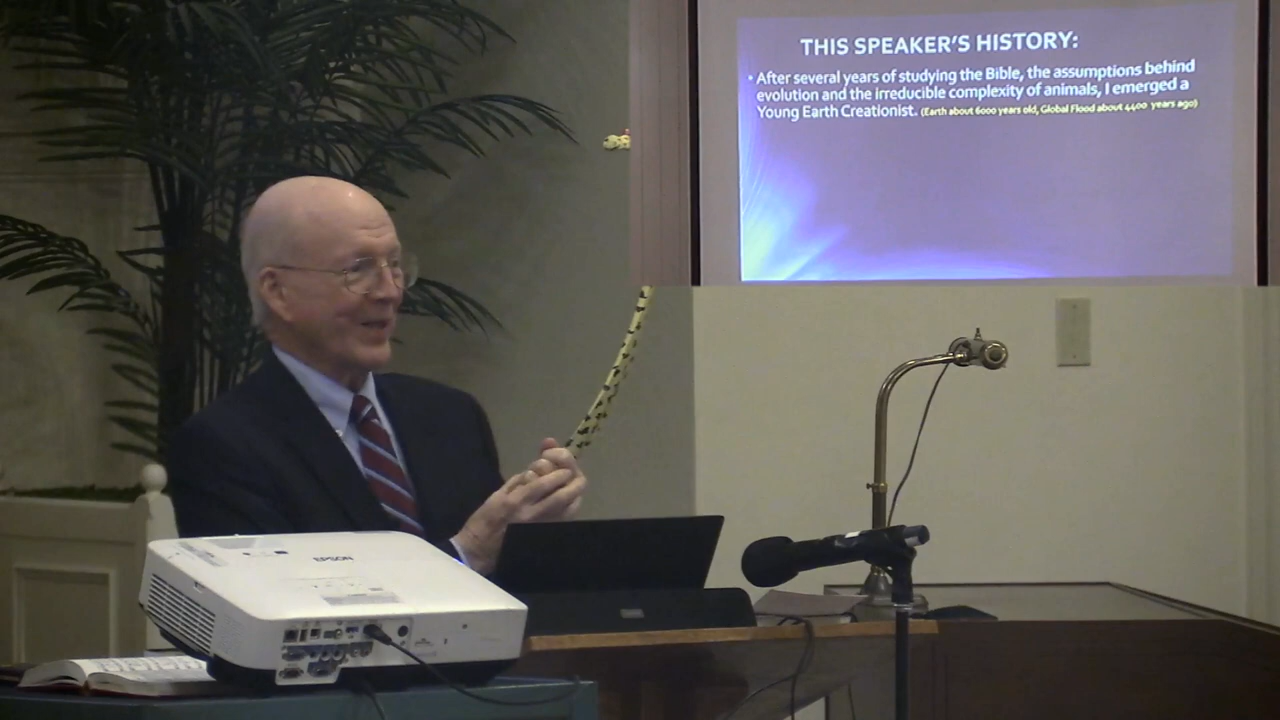 THIS SPEAKER'S HISTORY:
• After several years of studying the Bible, the assumptions behind
evolution and the irreducible complexity of animals, I emerged a
Young Earth Creationist. (Earth about 6000 years old, Global Flood about 4400 years ago)
EPSON